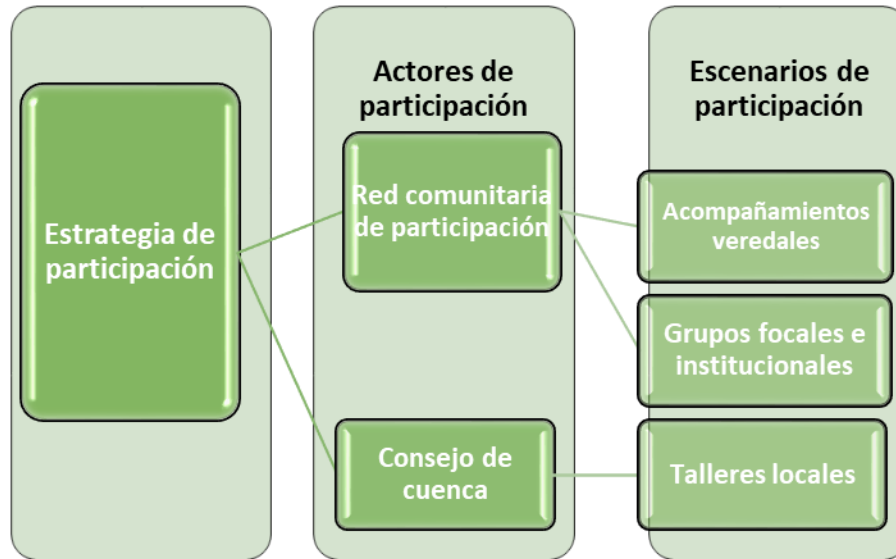 Estrategia de
participación
Actores de
participación
Red comunitaria
de participación
Consejo de
cuenca
Escenarios de
participación
Acompañamientos
veredales
Grupos focales e
institucionales
Talleres locales